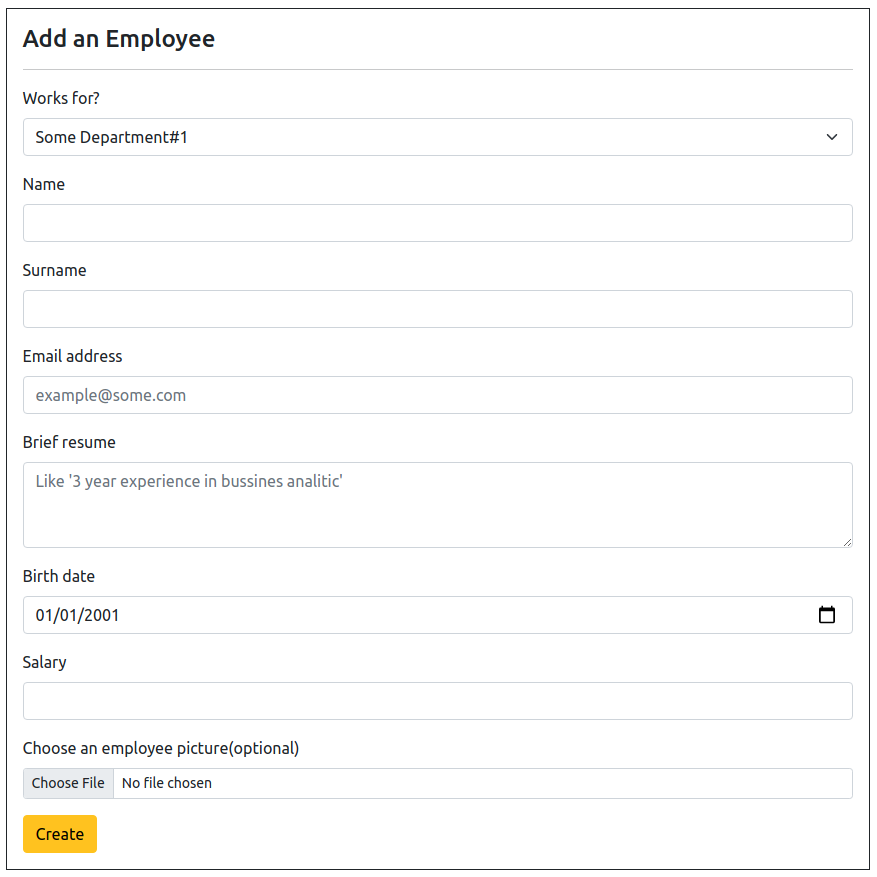 Add an Employee
Works for?
Some Department#1
Name
Surname
Email address
example@some.com
Brief resume
Like '3 year experience in bussines analitic'
Birth date
01/01/2001
Salary
Choose an employee picture(optional)
Choose File No file chosen
Create